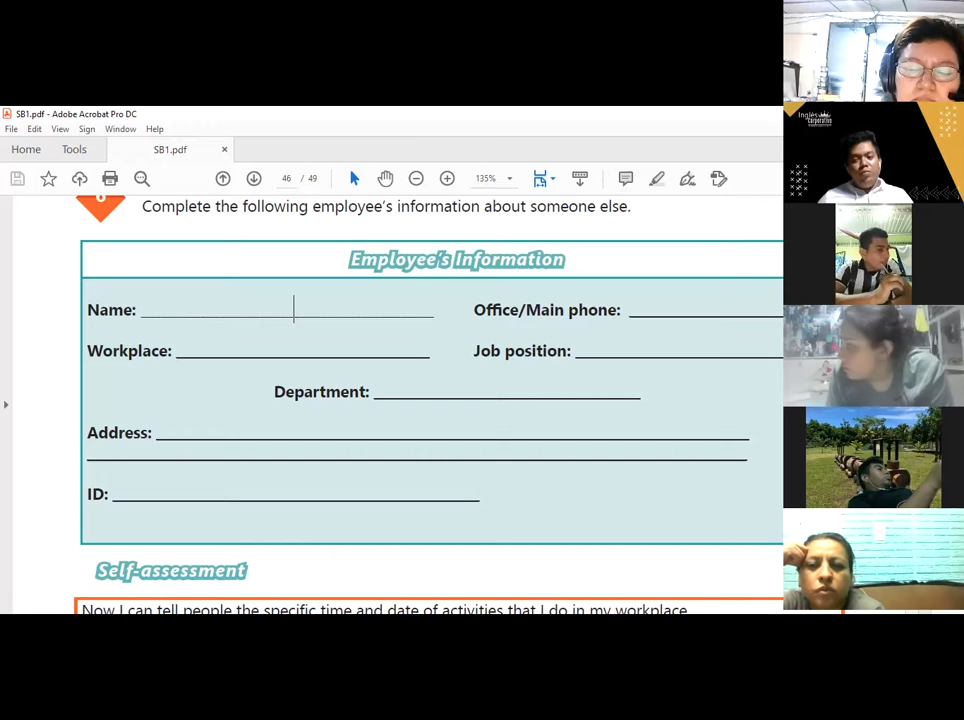 SB1.pdf - Adobe Acrobat Pro DC
File Edit View Sign Window Help
Home Tools SB1.pdf ×
46 / 49 135%
Complete the following employee's information about someone else.
Employee's Information
Name: Office/Main phone:
Workplace: Job position:
Department:
Address:
ID:
Self-assessment
Now I can tell people the specific time and date of activities that I do in my workplace
Inglés
corporativo